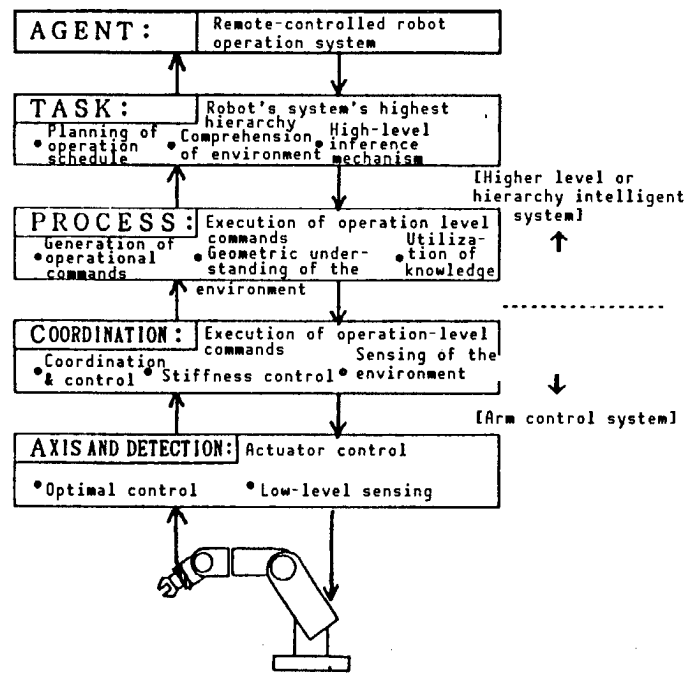 AGENT: Remote-controlled robot
operation system
TASK: Robot's system's highest
hierarchy
• Planning of
operation
schedule
• Comprehension
of environment
• High-level
inference
mechanism
[Higher level or
hierarchy intelligent
system]
PROCESS: Execution of operation level
commands
• Generation of
operational
commands
• Geometric under-
standing of the
environment
• Utiliza-
tion of
knowledge
COORDINATION: Execution of operation-level
commands
• Coordination
& control
• Stiffness control
• Sensing of the
environment
[Arm control system]
AXIS AND DETECTION: Actuator control
• Optimal control
• Low-level sensing